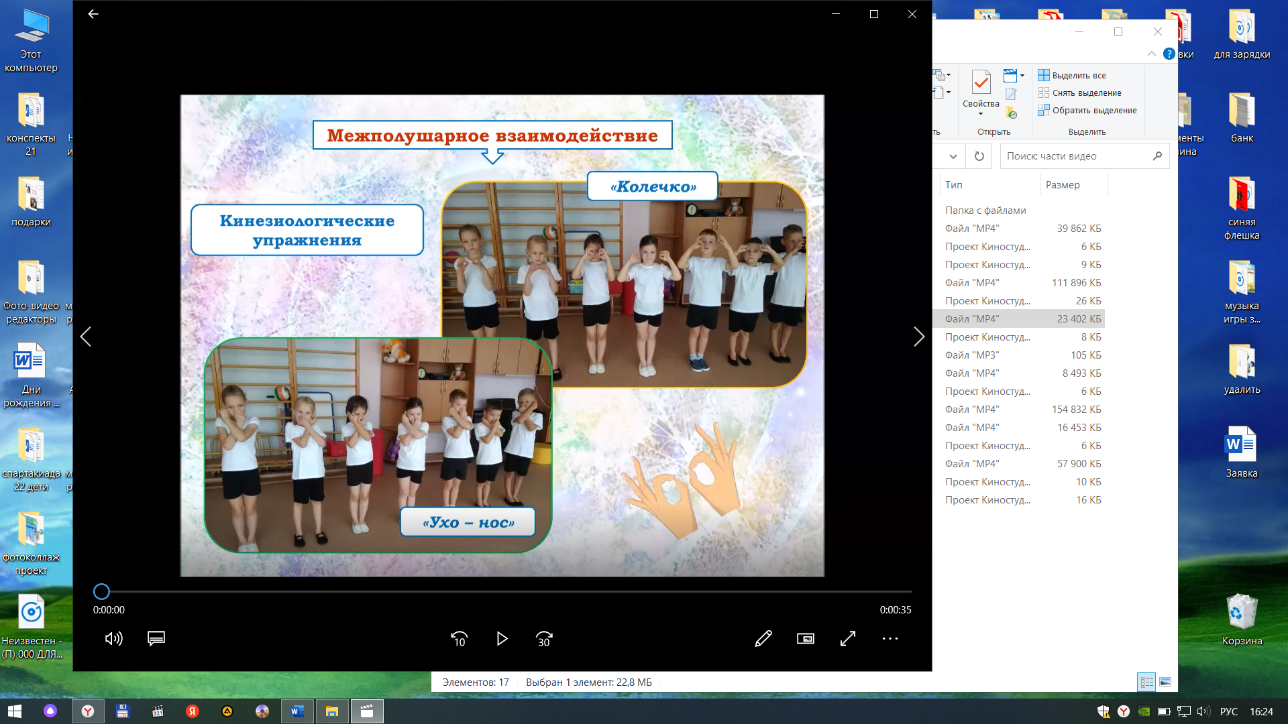 Этот
компьютер
конспекты
21
подарки
Фото-видео
редакторы
Дни
рождения ...
спартакиада
22 дети
фотоколлаж
проект
Неизвестен -
(П) 000 ДЛЯ...
Межполушарное взаимодействие
«Колечко»
Кинезиологические
упражнения
«Ухо – нос»
0:00:00
0:00:35
10
30
Свойства
Открыть
Выделить все
Снять выделение
Обратить выделение
Выделить
Поиск части видео
Тип Размер
Папка с файлами
Файл "MP4" 39 862 КБ
Проект Киностуд... 6 КБ
Проект Киностуд... 9 КБ
Файл "MP4" 111 896 КБ
Проект Киностуд... 26 КБ
Файл "MP4" 23 402 КБ
Проект Киностуд... 8 КБ
Файл "MP3" 105 КБ
Файл "MP4" 8 493 КБ
Проект Киностуд... 6 КБ
Файл "MP4" 154 832 КБ
Файл "MP4" 16 453 КБ
Проект Киностуд... 6 КБ
Файл "MP4" 57 900 КБ
Проект Киностуд... 10 КБ
Проект Киностуд... 16 КБ
Элементов: 17 Выбран 1 элемент: 22,8 МБ
для зарядки
банк
синяя
флешка
музыка
игры з...
удалить
Заявка
Корзина
РУС 16:24